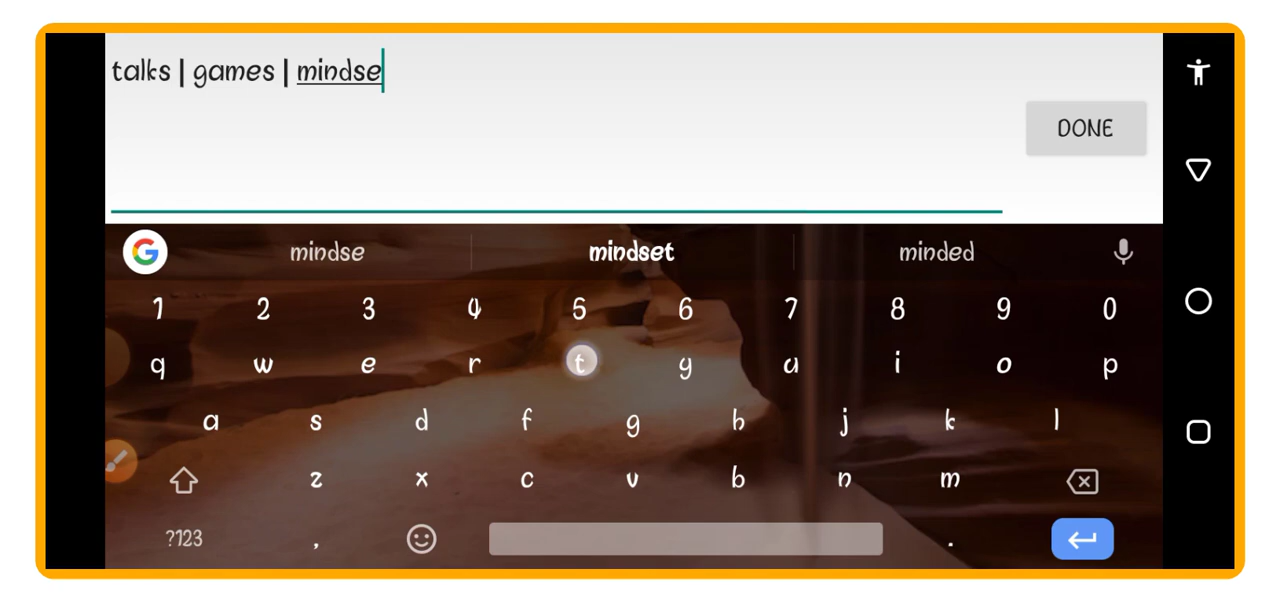 talks | games | mindse
DONE
G mindse mindset minded
1 2 3 4 5 6 7 8 9 0
q w e r t y u i o p
a s d f g h j k l
z x c v b n m
?123 , .